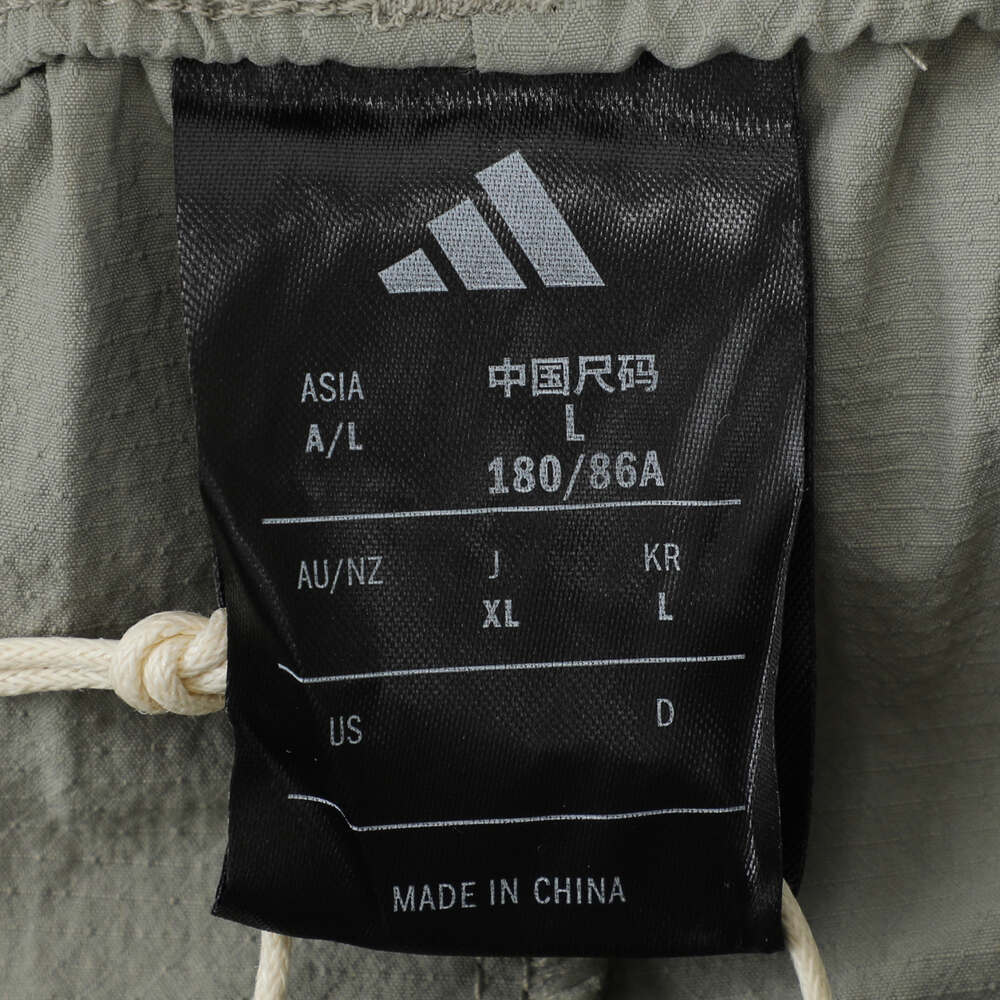 ASIA 中国尺码
A/L L
180/86A
AU/NZ J KR
XL L
US D
MADE IN CHINA